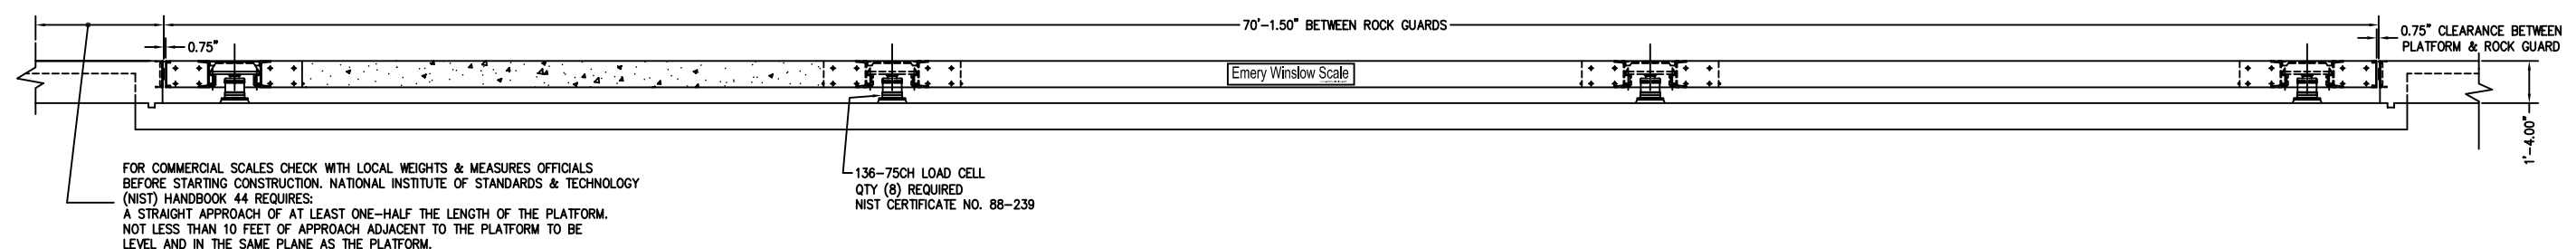 70'-1.50" BETWEEN ROCK GUARDS
0.75"
0.75" CLEARANCE BETWEEN
PLATFORM & ROCK GUARD
Emery Winslow Scale
1'-4.00"
FOR COMMERCIAL SCALES CHECK WITH LOCAL WEIGHTS & MEASURES OFFICIALS
BEFORE STARTING CONSTRUCTION. NATIONAL INSTITUTE OF STANDARDS & TECHNOLOGY
(NIST) HANDBOOK 44 REQUIRES:
A STRAIGHT APPROACH OF AT LEAST ONE-HALF THE LENGTH OF THE PLATFORM.
NOT LESS THAN 10 FEET OF APPROACH ADJACENT TO THE PLATFORM TO BE
LEVEL AND IN THE SAME PLANE AS THE PLATFORM.
136-75CH LOAD CELL
QTY (8) REQUIRED
NIST CERTIFICATE NO. 88-239